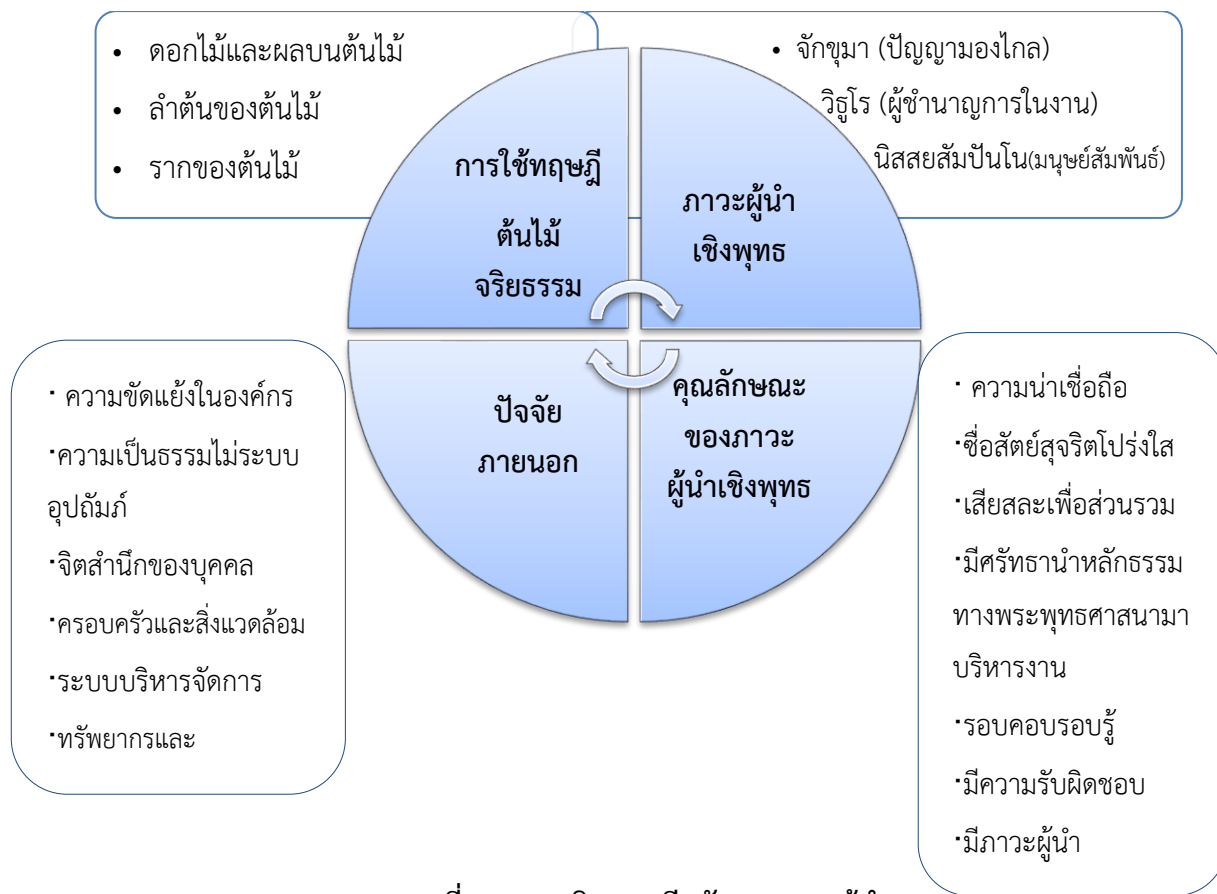 • ดอกไม้และผลบนต้นไม้
• ลำต้นของต้นไม้
• รากของต้นไม้
• จักขุมา (ปัญญามองไกล)
วิธูโร (ผู้ชำนาญการในงาน)
นิสสยสัมปันโน(มนุษย์สัมพันธ์)
การใช้ทฤษฎี
ต้นไม้
จริยธรรม
ภาวะผู้นำ
เชิงพุทธ
ปัจจัย
ภายนอก
คุณลักษณะ
ของภาวะ
ผู้นำเชิงพุทธ
· ความขัดแย้งในองค์กร
·ความเป็นธรรมไม่ระบบ
อุปถัมภ์
·จิตสำนึกของบุคคล
·ครอบครัวและสิ่งแวดล้อม
·ระบบบริหารจัดการ
·ทรัพยากรและ
· ความน่าเชื่อถือ
·ซื่อสัตย์สุจริตโปร่งใส
·เสียสละเพื่อส่วนรวม
·มีศรัทธานำหลักธรรม
ทางพระพุทธศาสนามา
บริหารงาน
·รอบคอบรอบรู้
·มีความรับผิดชอบ
·มีภาวะผู้นำ